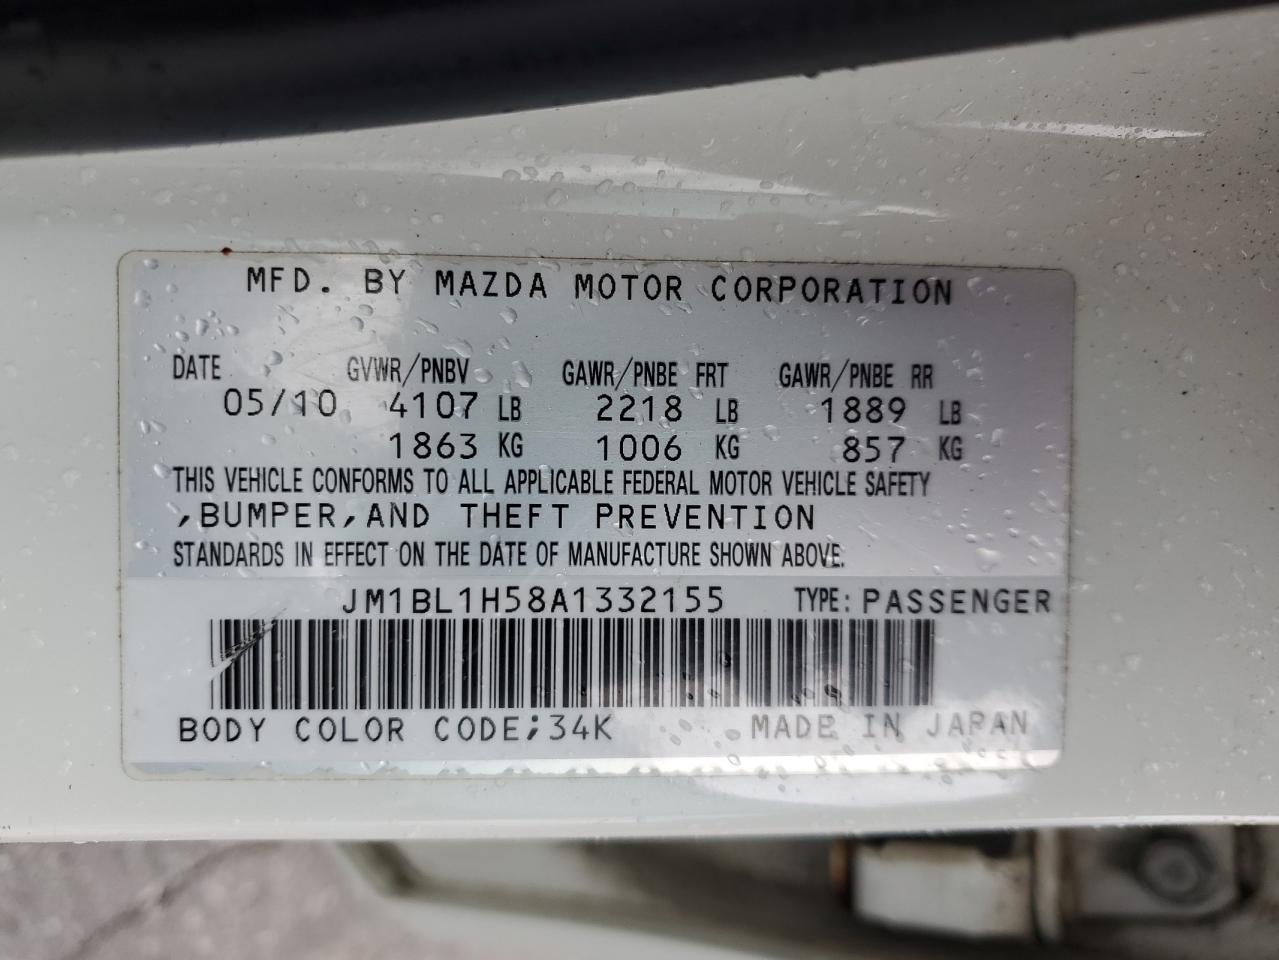 MFD. BY MAZDA MOTOR CORPORATION
DATE GVWR/PNBV GAWR/PNBE FRT GAWR/PNBE RR
05/10 4107 LB 2218 LB 1889 LB
1863 KG 1006 KG 857 KG
THIS VEHICLE CONFORMS TO ALL APPLICABLE FEDERAL MOTOR VEHICLE SAFETY
,BUMPER,AND THEFT PREVENTION
STANDARDS IN EFFECT ON THE DATE OF MANUFACTURE SHOWN ABOVE.
JM1BL1H58A1332155 TYPE: PASSENGER
BODY COLOR CODE;34K MADE IN JAPAN